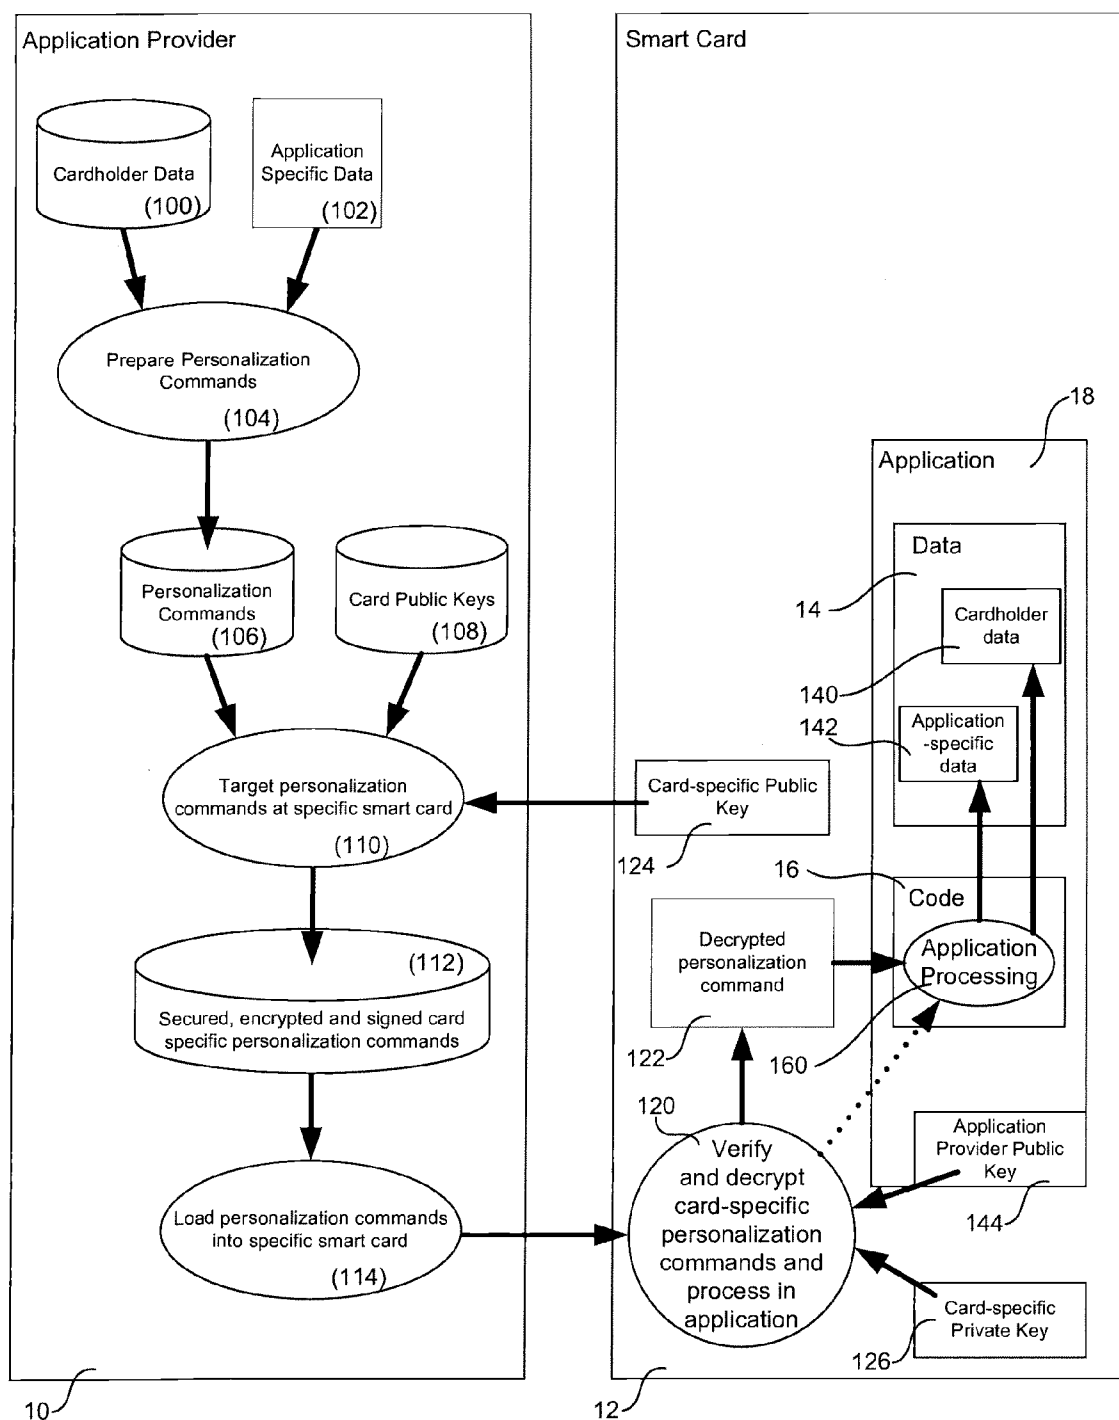 Application Provider
Cardholder Data
(100)
Application
Specific Data
(102)
Prepare Personalization
Commands
(104)
Personalization
Commands
(106)
Card Public Keys
(108)
Target personalization
commands at specific smart card
(110)
(112)
Secured, encrypted and signed card
specific personalization commands
Load personalization commands
into specific smart card
(114)
10
Smart Card
18
Application
Data
14
Cardholder
data
140
142
Application
-specific
data
Card-specific Public
Key
124
16
Code
Decrypted
personalization
command
122
Application
Processing
160
120
Verify
and decrypt
card-specific
personalization
commands and
process in
application
Application
Provider Public
Key
144
Card-specific
Private Key
126
12